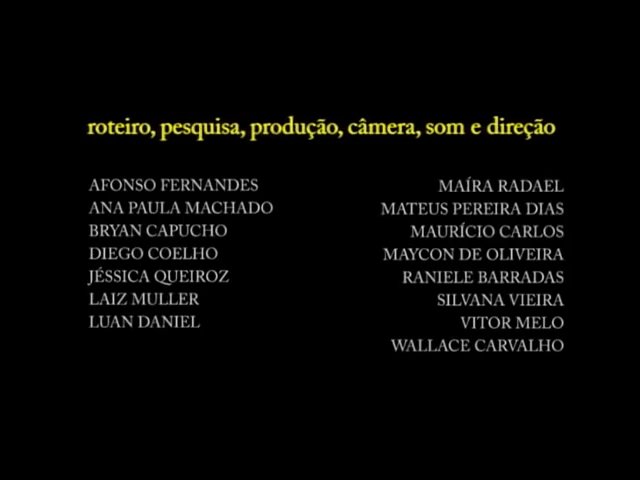 roteiro, pesquisa, produção, câmera, som e direção
AFONSO FERNANDES
ANA PAULA MACHADO
BRYAN CAPUCHO
DIEGO COELHO
JÉSSICA QUEIROZ
LAIZ MULLER
LUAN DANIEL
MAÍRA RADAEL
MATEUS PEREIRA DIAS
MAURÍCIO CARLOS
MAYCON DE OLIVEIRA
RANIELE BARRADAS
SILVANA VIEIRA
VITOR MELO
WALLACE CARVALHO